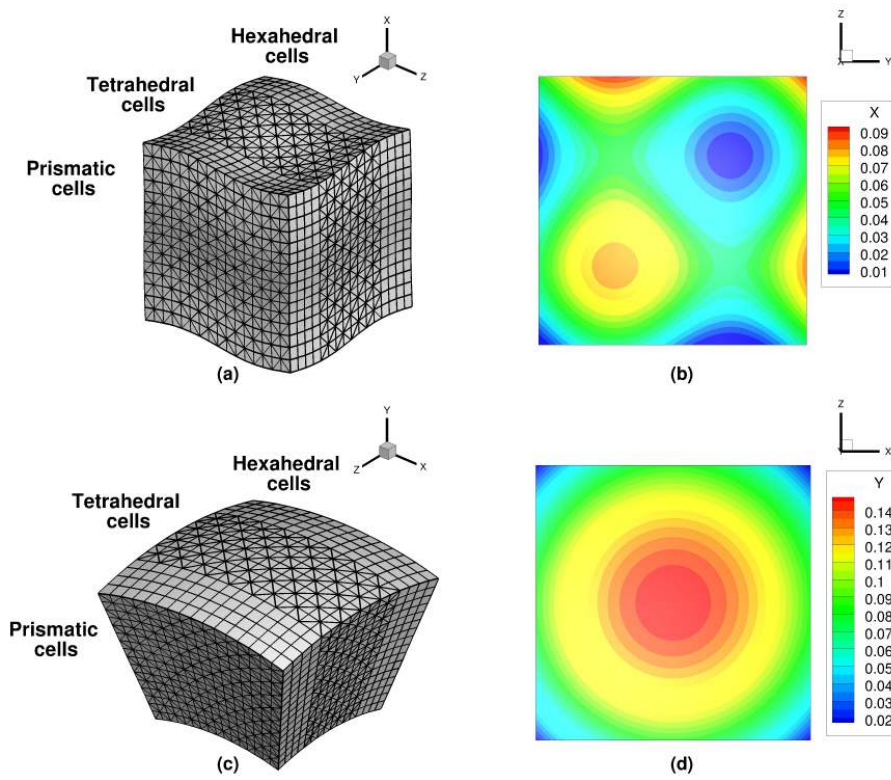 Hexahedral
cells
Tetrahedral
cells
Prismatic
cells
X
Y
Z
(a)
Z
X
Y
X
0.09
0.08
0.07
0.06
0.05
0.04
0.03
0.02
0.01
(b)
Hexahedral
cells
Tetrahedral
cells
Prismatic
cells
Y
Z
X
(c)
Z
Y
X
Y
0.14
0.13
0.12
0.11
0.1
0.09
0.08
0.07
0.06
0.05
0.04
0.03
0.02
(d)